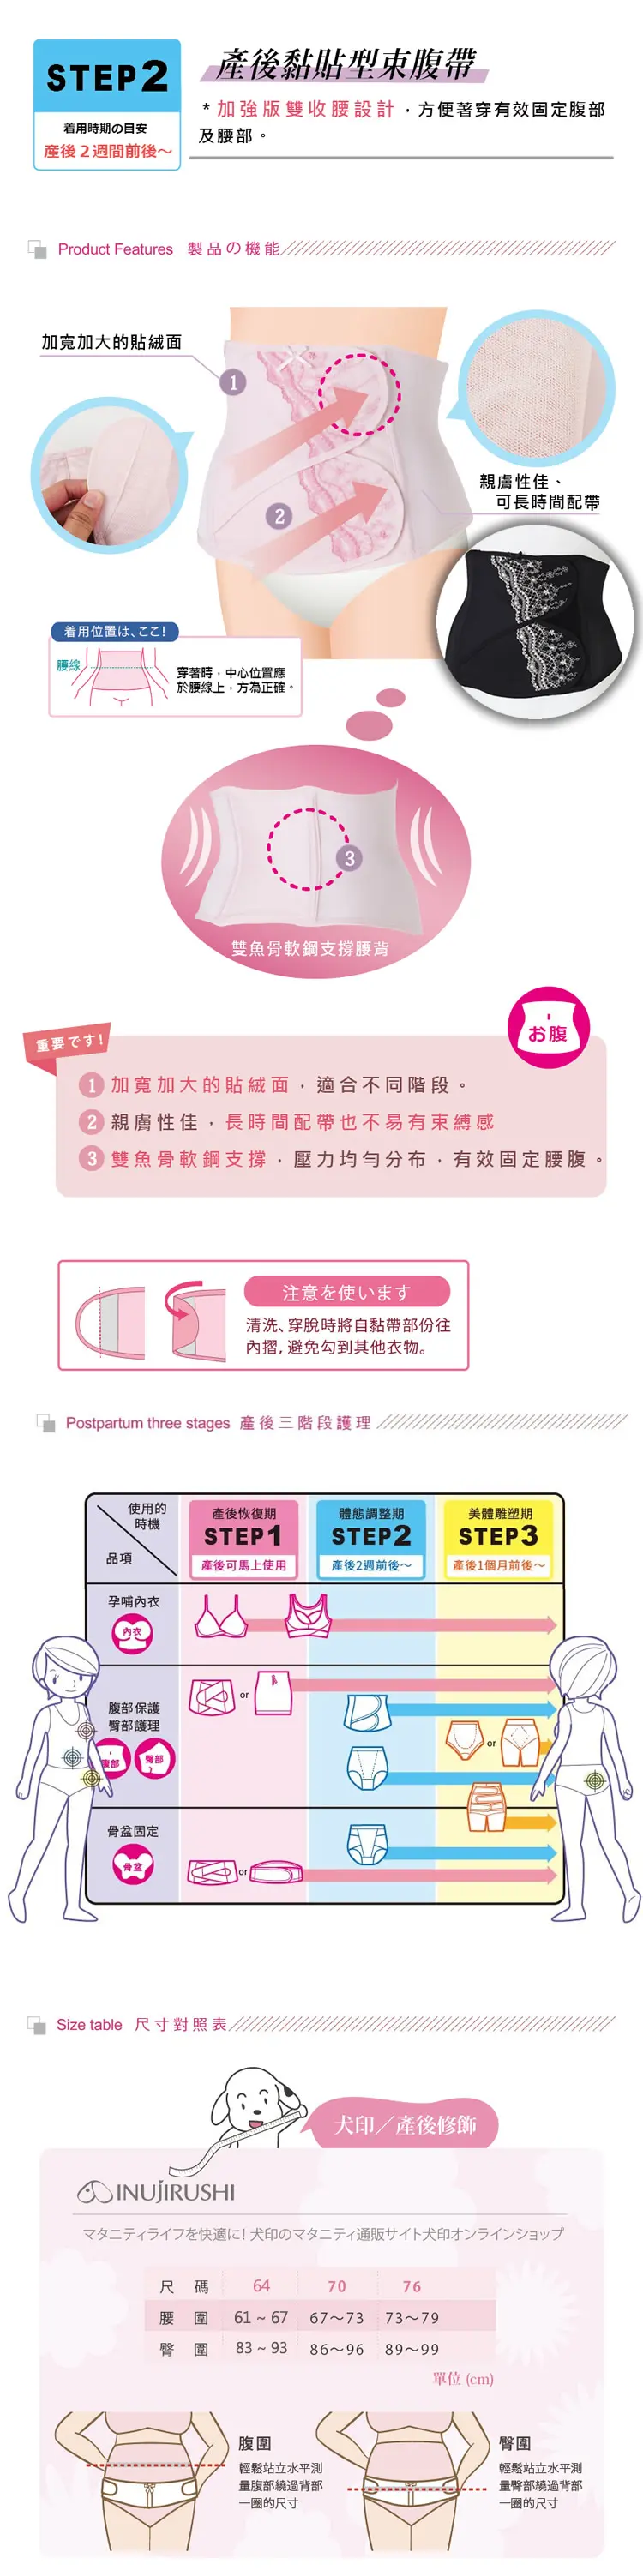 STEP2
着用時期の目安
産後2週間前後～
產後黏貼型束腹帶
*加強版雙收腰設計，方便著穿有效固定腹部
及腰部。
Product Features 製品の機能
加寬加大的貼絨面
1
2
親膚性佳、
可長時間配帶
着用位置は、ここ!
腰線
穿著時，中心位置應
於腰線上，方為正確。
3
雙魚骨軟鋼支撐腰背
重要です!
お腹
1 加寬加大的貼絨面，適合不同階段。
2 親膚性佳，長時間配帶也不易有束縛感
3 雙魚骨軟鋼支撐，壓力均勻分布，有效固定腰腹。
注意を使います
清洗、穿脫時將自黏帶部份往
內摺，避免勾到其他衣物。
Postpartum three stages 產後三階段護理
使用的
時機
品項
產後恢復期
STEP1
產後可馬上使用
體態調整期
STEP2
產後2週前後～
美體雕塑期
STEP3
產後1個月前後～
孕哺內衣
內衣
腹部保護
臀部護理
腹部
臀部
or
or
骨盆固定
骨盆
or
Size table 尺寸對照表
犬印／產後修飾
INUJIRUSHI
マタニティライフを快適に! 犬印のマタニティ通販サイト犬印オンラインショップ
尺碼 64 70 76
腰圍 61 ~ 67 67～73 73～79
臀圍 83 ~ 93 86～96 89～99
單位 (cm)
腹圍
輕鬆站立水平測
量腹部繞過背部
一圈的尺寸
臀圍
輕鬆站立水平測
量臀部繞過背部
一圈的尺寸